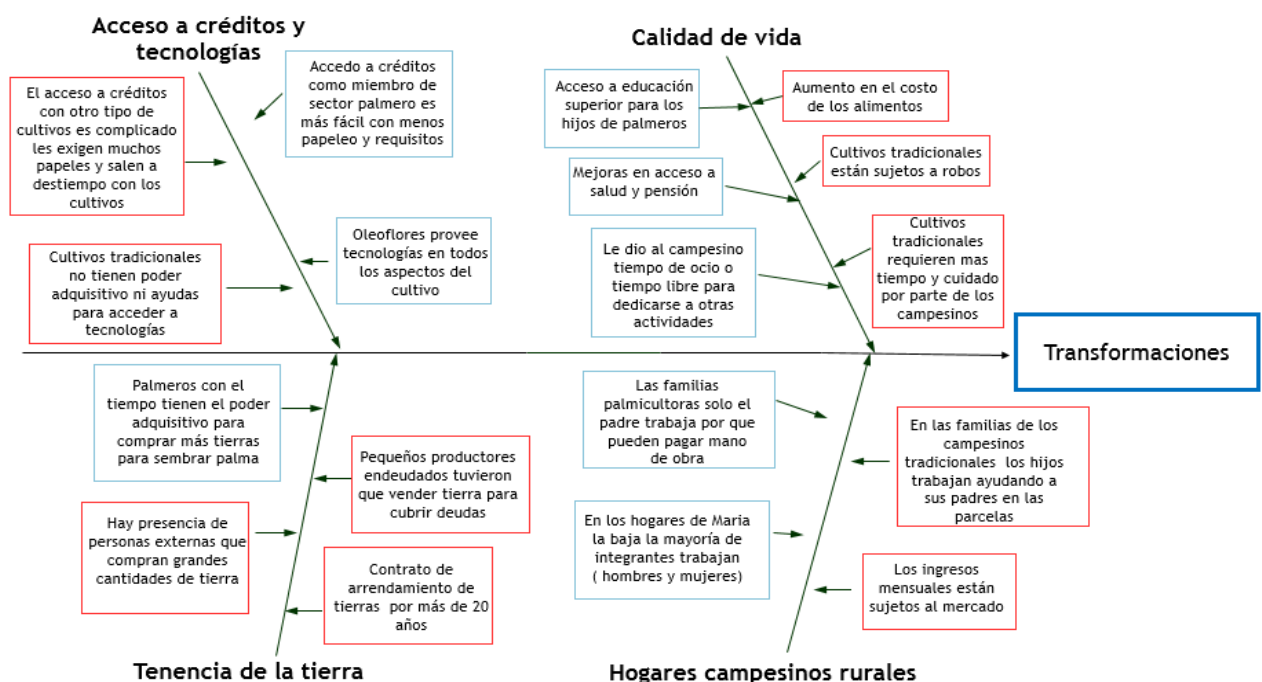 Acceso a créditos y
tecnologías
El acceso a créditos
con otro tipo de
cultivos es complicado
les exigen muchos
papeles y salen a
destiempo con los
cultivos
Accedo a créditos
como miembro de
sector palmero es
más fácil con menos
papeleo y requisitos
Cultivos tradicionales
no tienen poder
adquisitivo ni ayudas
para acceder a
tecnologías
Oleoflores provee
tecnologías en todos
los aspectos del
cultivo
Calidad de vida
Acceso a educación
superior para los
hijos de palmeros
Aumento en el costo
de los alimentos
Mejoras en acceso a
salud y pensión
Cultivos tradicionales
están sujetos a robos
Le dio al campesino
tiempo de ocio o
tiempo libre para
dedicarse a otras
actividades
Cultivos
tradicionales
requieren mas
tiempo y cuidado
por parte de los
campesinos
Transformaciones
Palmeros con el
tiempo tienen el poder
adquisitivo para
comprar más tierras
para sembrar palma
Pequeños productores
endeudados tuvieron
que vender tierra para
cubrir deudas
Hay presencia de
personas externas que
compran grandes
cantidades de tierra
Contrato de
arrendamiento de
tierras por más de 20
años
Tenencia de la tierra
Las familias
palmicultoras solo el
padre trabaja por que
pueden pagar mano
de obra
En las familias de los
campesinos
tradicionales los hijos
trabajan ayudando a
sus padres en las
parcelas
En los hogares de Maria
la baja la mayoría de
integrantes trabajan
( hombres y mujeres)
Los ingresos
mensuales están
sujetos al mercado
Hogares campesinos rurales